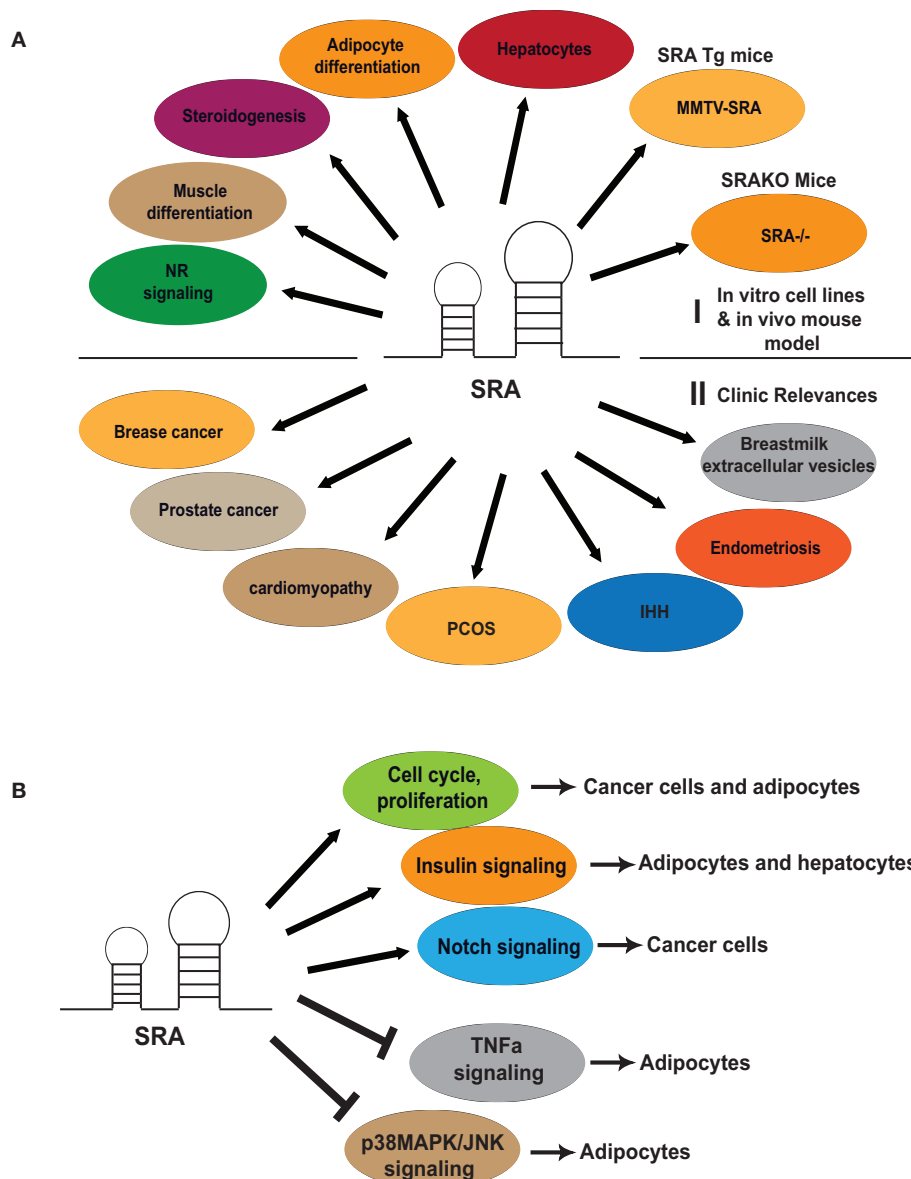 A
Adipocyte
differentiation
Hepatocytes
SRA Tg mice
MMTV-SRA
Steroidogenesis
Muscle
differentiation
SRAKO Mice
SRA-/-
NR
signaling
I
In vitro cell lines
& in vivo mouse
model
SRA
II
Clinic Relevances
Brease cancer
Breastmilk
extracellular vesicles
Prostate cancer
Endometriosis
cardiomyopathy
PCOS
IHH
B
Cell cycle,
proliferation
Cancer cells and adipocytes
Insulin signaling
Adipocytes and hepatocytes
Notch signaling
Cancer cells
SRA
TNFa
signaling
Adipocytes
p38MAPK/JNK
signaling
Adipocytes